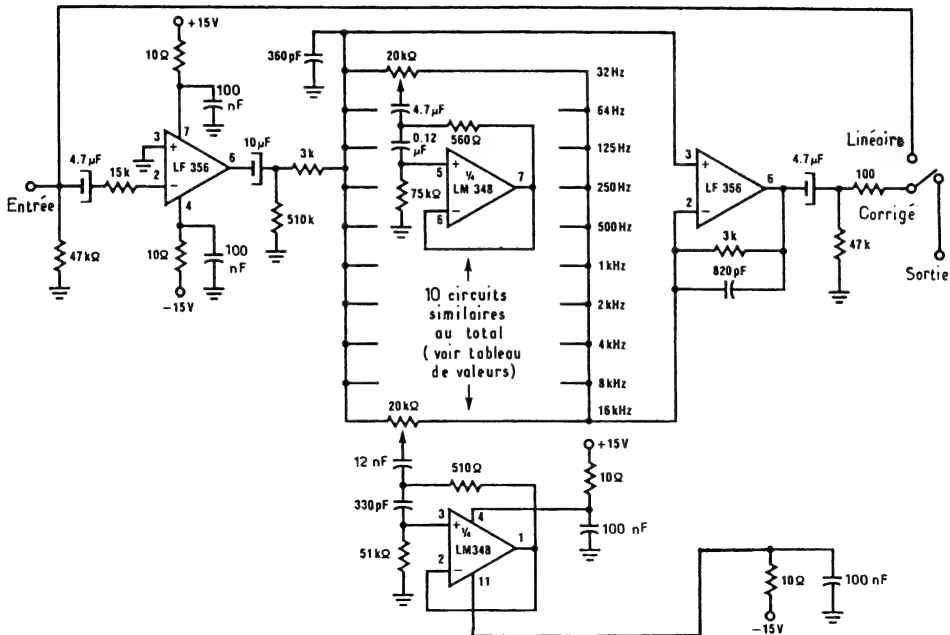 +15V
10Ω
100
nF
7
3
+
LF 356
6
2
−
4
4.7µF
15k
Entrée
47kΩ
10Ω
100
nF
−15V
10µF
510k
3k
360pF
20kΩ
4.7µF
0.12
µF
560Ω
+
5
¼
LM 348
7
6
−
75kΩ
10 circuits
similaires
au total
( voir tableau
de valeurs)
32Hz
64Hz
125Hz
250Hz
500Hz
1kHz
2kHz
4kHz
8kHz
16kHz
20kΩ
12 nF
510Ω
330pF
3
+
4
¼
LM348
1
2
−
11
51kΩ
+15V
10Ω
100 nF
10Ω
100 nF
−15V
3
+
LF 356
6
2
−
3k
820pF
4.7µF
100
47k
Linéaire
Corrigé
Sortie